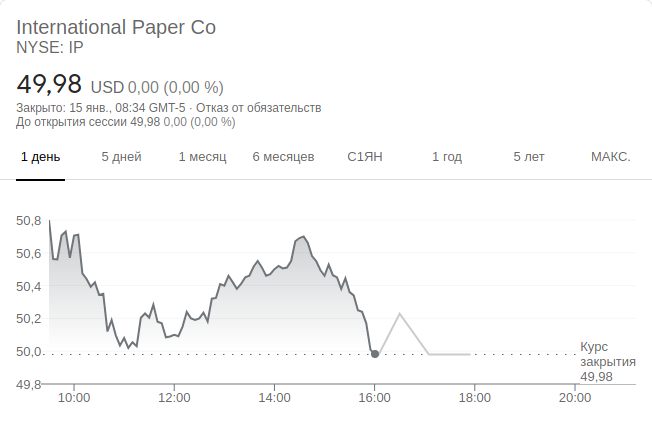 International Paper Co
NYSE: IP
49,98 USD 0,00 (0,00 %)
Закрыто: 15 янв., 08:34 GMT-5 · Отказ от обязательств
До открытия сессии 49,98 0,00 (0,00 %)
1 день 5 дней 1 месяц 6 месяцев С1ЯН 1 год 5 лет МАКС.
50,8
50,6
50,4
50,2
50,0
Курс
закрытия
49,98
49,8
10:00 12:00 14:00 16:00 18:00 20:00